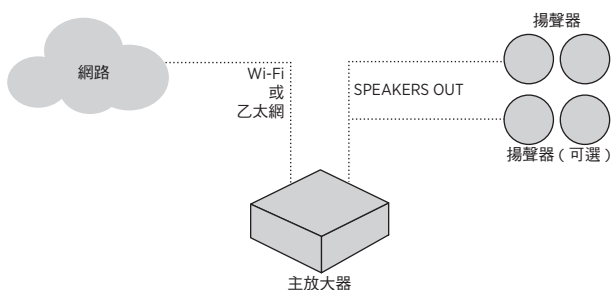 揚聲器
網路
Wi-Fi
或
乙太網
SPEAKERS OUT
揚聲器 ( 可選 )
主放大器